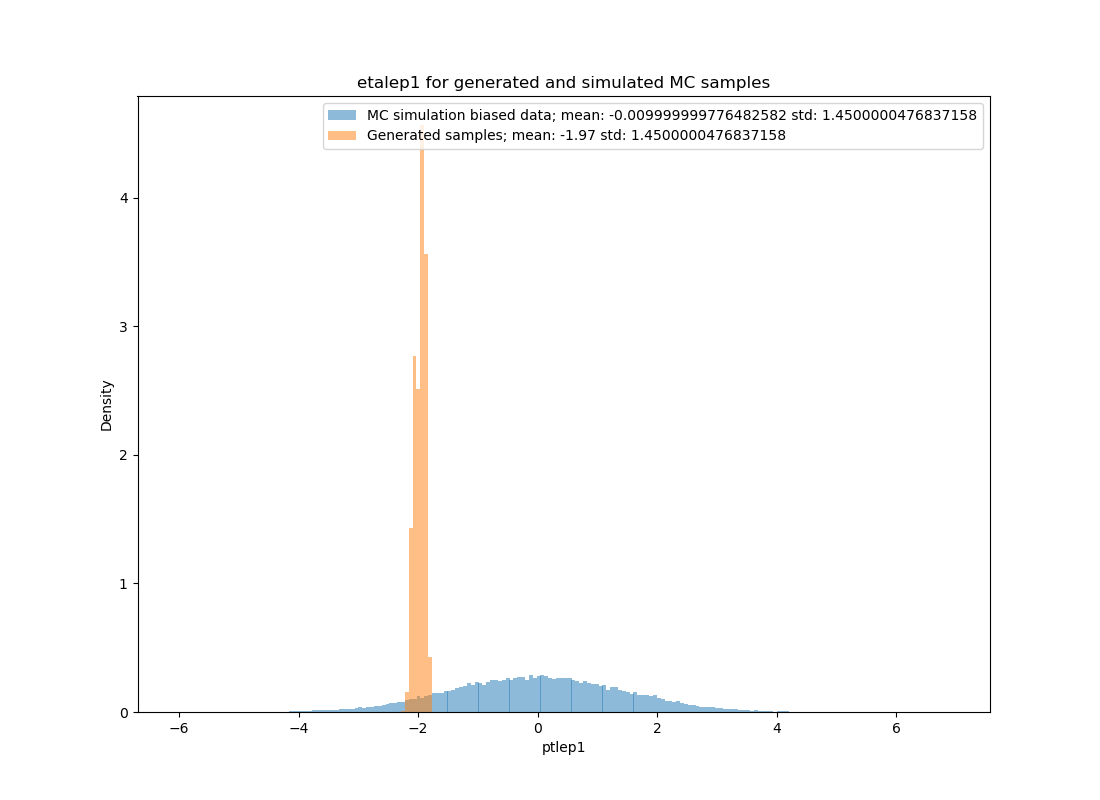 etalep1 for generated and simulated MC samples
MC simulation biased data; mean: -0.009999999776482582 std: 1.4500000476837158
Generated samples; mean: -1.97 std: 1.4500000476837158
4
3
2
1
0
Density
−6 −4 −2 0 2 4 6
ptlep1